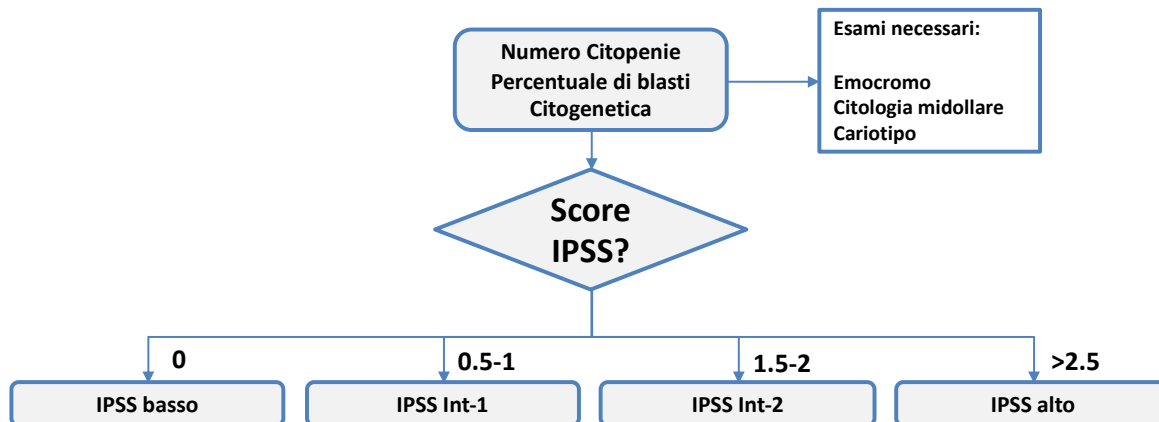 Numero Citopenie
Percentuale di blasti
Citogenetica
Esami necessari:
Emocromo
Citologia midollare
Cariotipo
Score
IPSS?
0
0.5-1
1.5-2
>2.5
IPSS basso
IPSS Int-1
IPSS Int-2
IPSS alto